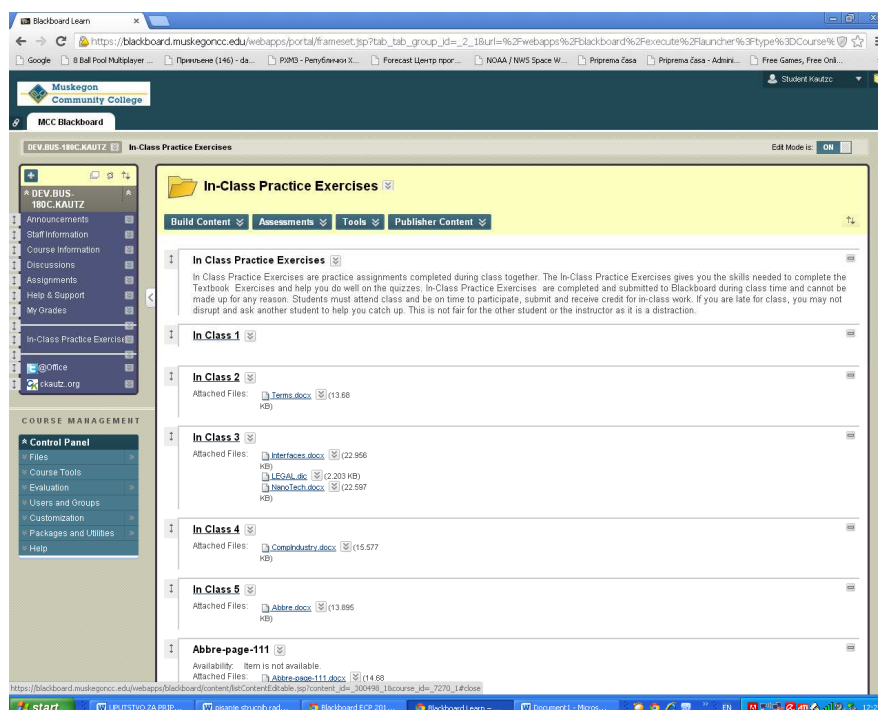 Blackboard Learn
https://blackboard.muskegoncc.edu/webapps/portal/frameset.jsp?tab_tab_group_id=_2_1&url=%2Fwebapps%2Fblackboard%2Fexecute%2Flauncher%3Ftype%3DCourse%
Google 8 Ball Pool Multiplayer ... Примљене (146) - da... РХМЗ - Републички Х... Forecast Центр прог... NOAA / NWS Space W... Priprema časa Priprema časa - Admini... Free Games, Free Onli...
Muskegon
Community College
Student Kautzc
MCC Blackboard
DEV.BUS-180C.KAUTZ In-Class Practice Exercises
Edit Mode is: ON
DEV.BUS-
180C.KAUTZ
Announcements
Staff Information
Course Information
Discussions
Assignments
Help & Support
My Grades
In-Class Practice Exercise
@Office
ckautz.org
COURSE MANAGEMENT
Control Panel
Files
Course Tools
Evaluation
Users and Groups
Customization
Packages and Utilities
Help
In-Class Practice Exercises
Build Content Assessments Tools Publisher Content
In Class Practice Exercises
In Class Practice Exercises are practice assignments completed during class together. The In-Class Practice Exercises gives you the skills needed to complete the
Textbook Exercises and help you do well on the quizzes. In-Class Practice Exercises are completed and submitted to Blackboard during class time and cannot be
made up for any reason. Students must attend class and be on time to participate, submit and receive credit for in-class work. If you are late for class, you may not
disrupt and ask another student to help you catch up. This is not fair for the other student or the instructor as it is a distraction.
In Class 1
In Class 2
Attached Files: Terms.docx (13.68
KB)
In Class 3
Attached Files: Interfaces.docx (22.956
KB)
LEGAL.dic (2.203 KB)
NanoTech.docx (22.597
KB)
In Class 4
Attached Files: CompIndustry.docx (15.577
KB)
In Class 5
Attached Files: Abbre.docx (13.895
KB)
Abbre-page-111
Availability: Item is not available.
Attached Files: Abbre-page-111.docx (14.68
https://blackboard.muskegoncc.edu/webapps/blackboard/content/listContentEditable.jsp?content_id=_300498_1&course_id=_7270_1#close
start UPUTSTVO ZA PRIP... pisanje strucnih rad... Blackboard ECP 201... Blackboard Learn – ... Document1 - Micros... EN